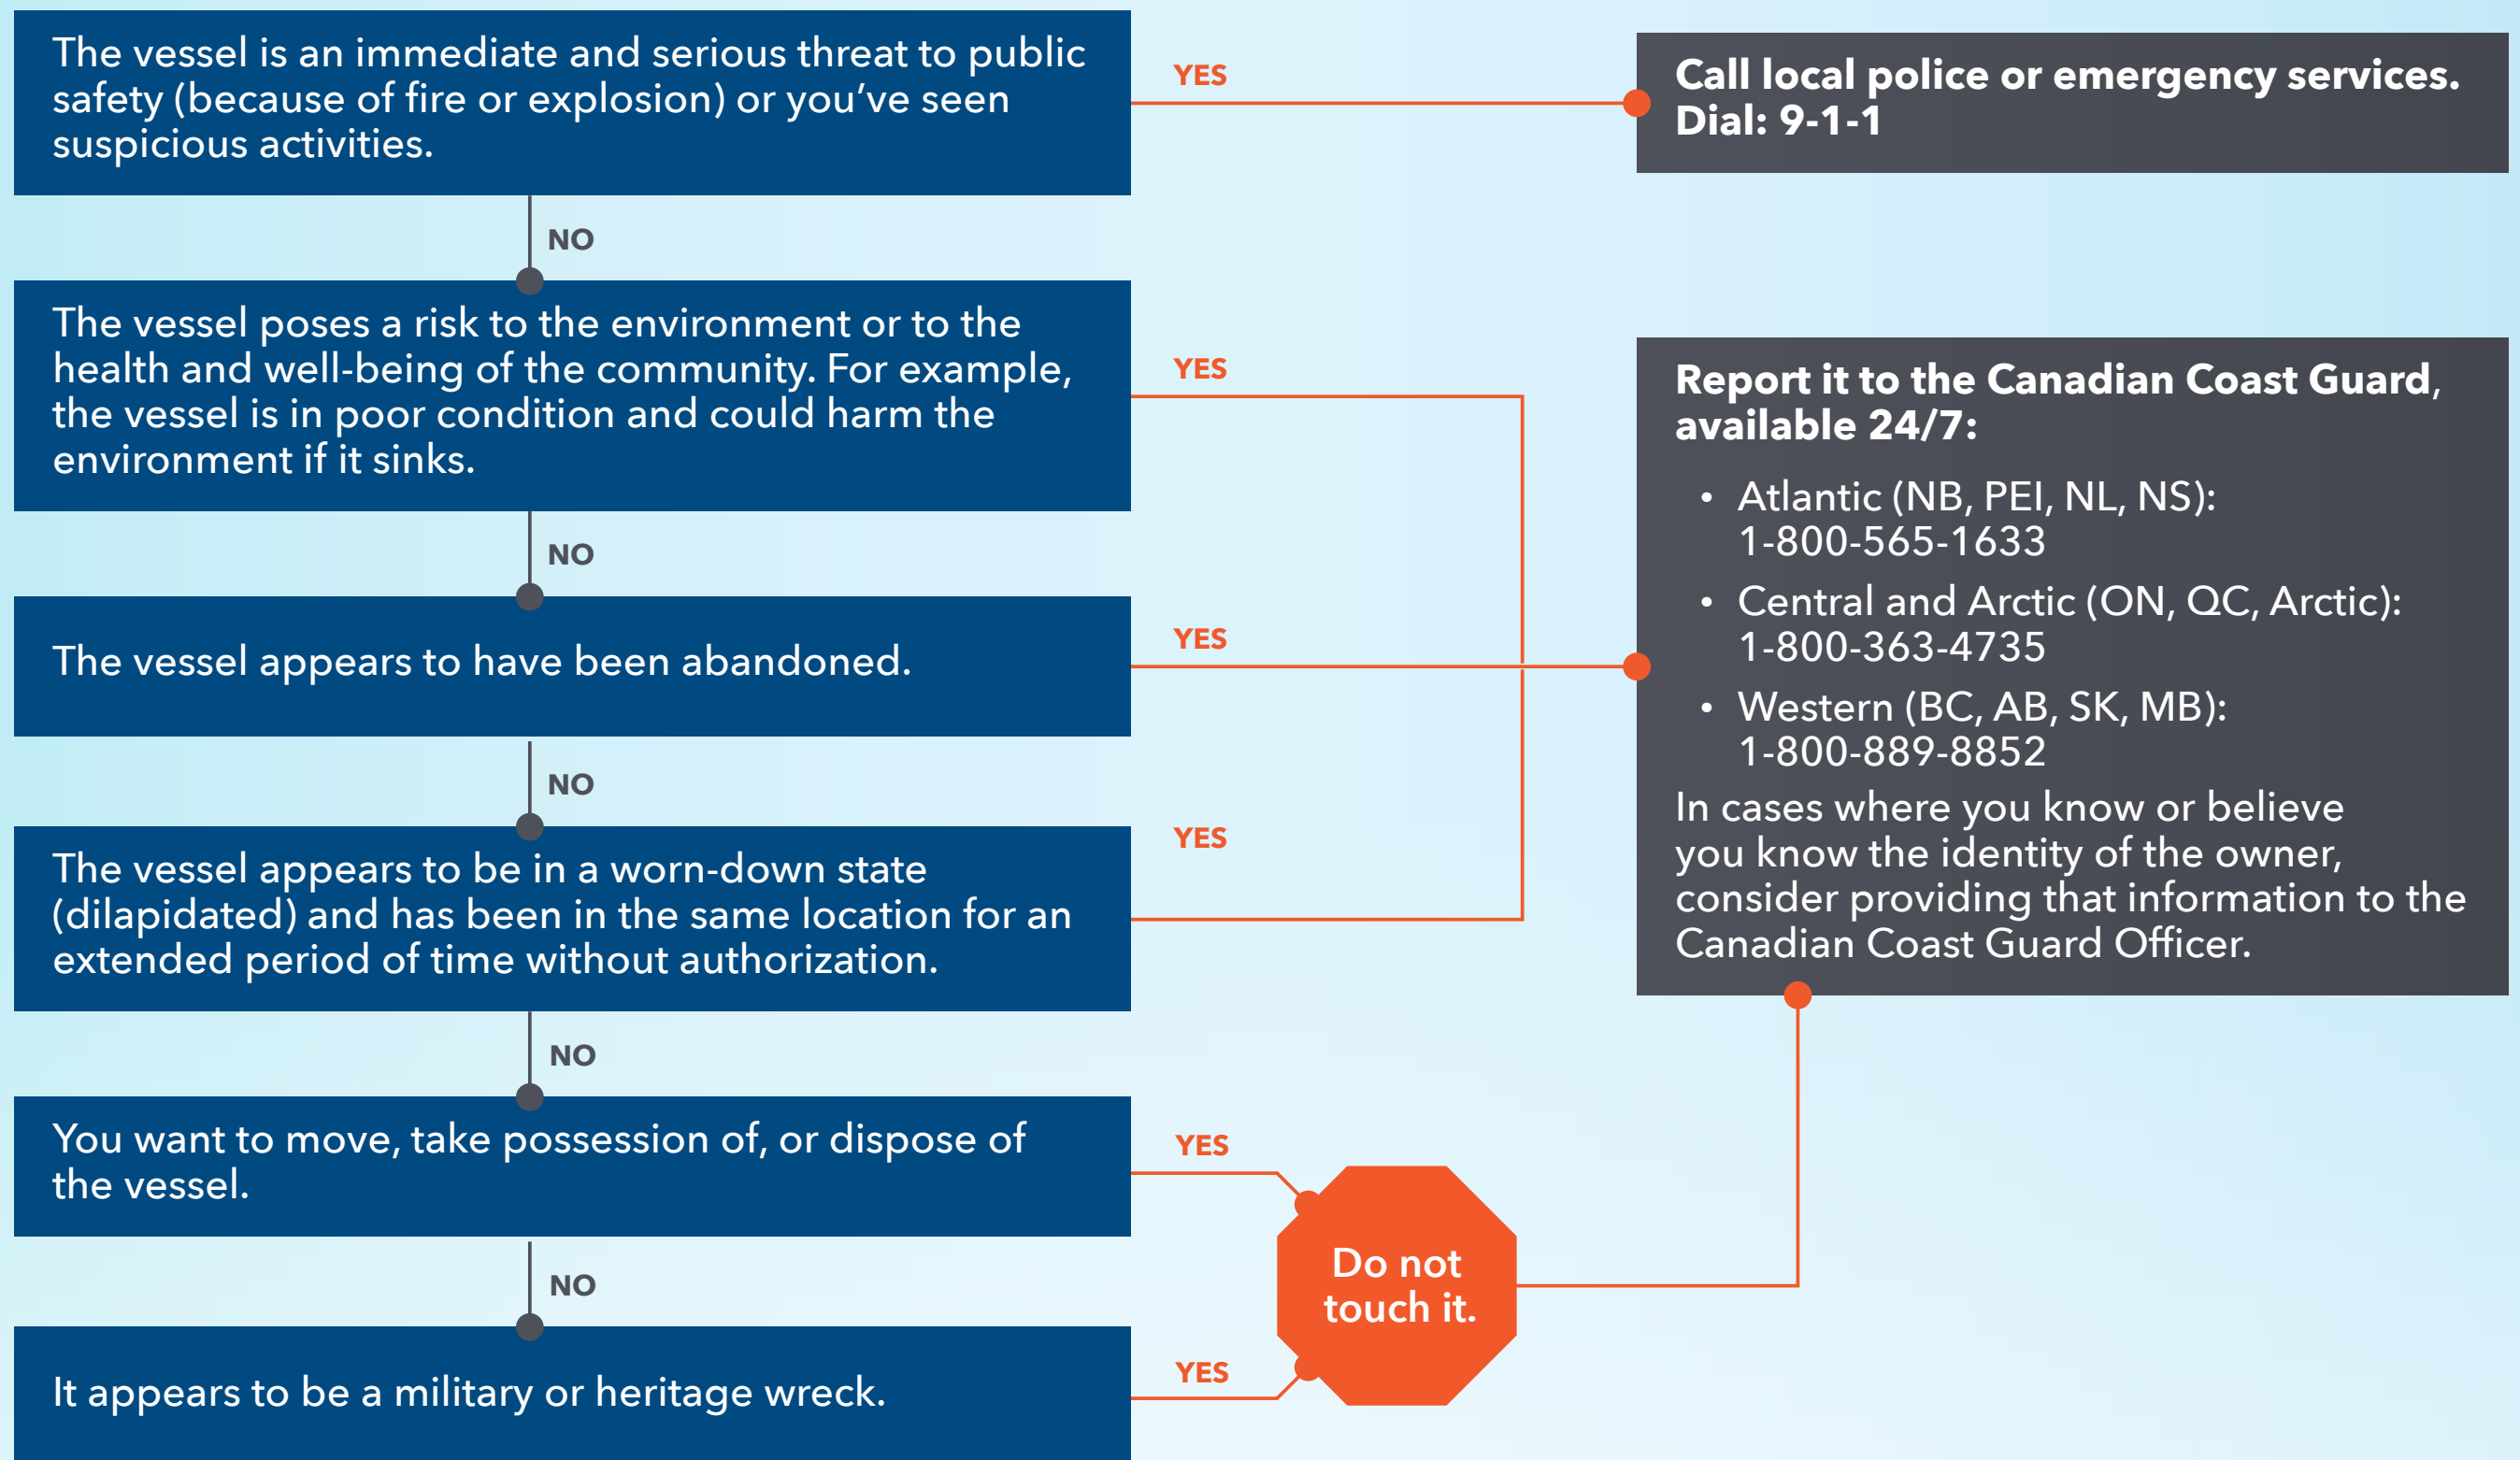 The vessel is an immediate and serious threat to public
safety (because of fire or explosion) or you’ve seen
suspicious activities.
YES
Call local police or emergency services.
Dial: 9-1-1
NO
The vessel poses a risk to the environment or to the
health and well-being of the community. For example,
the vessel is in poor condition and could harm the
environment if it sinks.
YES
Report it to the Canadian Coast Guard,
available 24/7:
• Atlantic (NB, PEI, NL, NS):
1-800-565-1633
• Central and Arctic (ON, QC, Arctic):
1-800-363-4735
• Western (BC, AB, SK, MB):
1-800-889-8852
In cases where you know or believe
you know the identity of the owner,
consider providing that information to the
Canadian Coast Guard Officer.
NO
The vessel appears to have been abandoned.
YES
NO
The vessel appears to be in a worn-down state
(dilapidated) and has been in the same location for an
extended period of time without authorization.
YES
NO
You want to move, take possession of, or dispose of
the vessel.
YES
Do not
touch it.
NO
It appears to be a military or heritage wreck.
YES